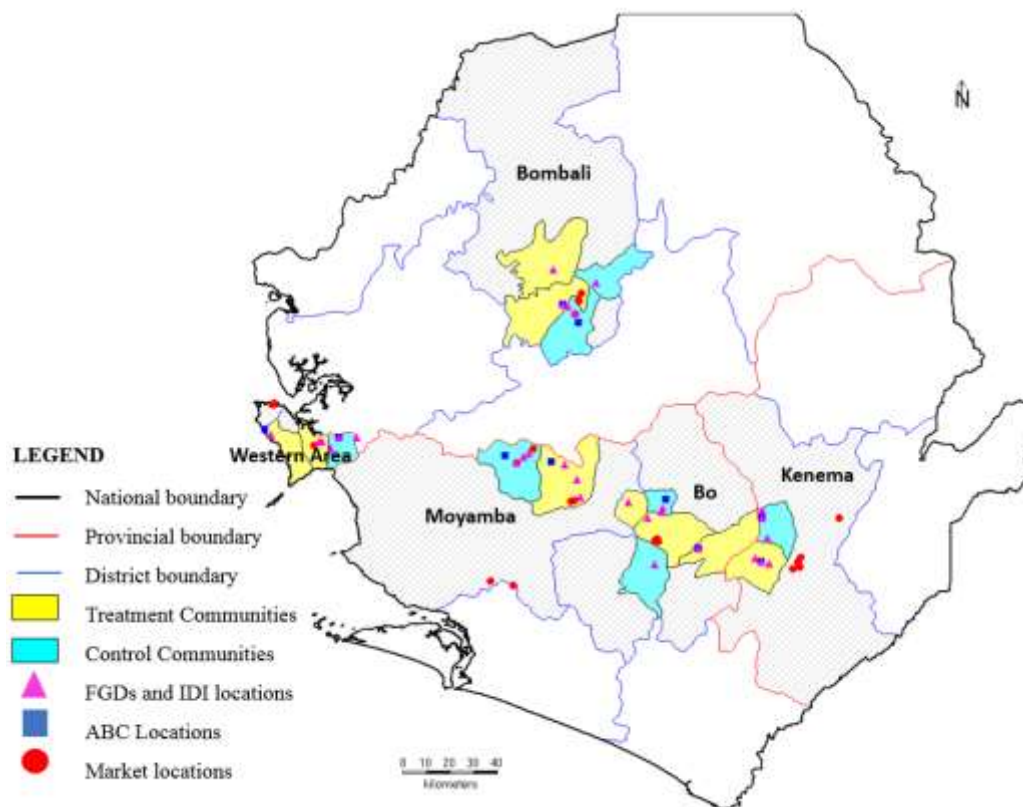 N
Bombali
Western Area
Moyamba
Bo
Kenema
LEGEND
National boundary
Provincial boundary
District boundary
Treatment Communities
Control Communities
FGDs and IDI locations
ABC Locations
Market locations
0 10 20 30 40
kilometers